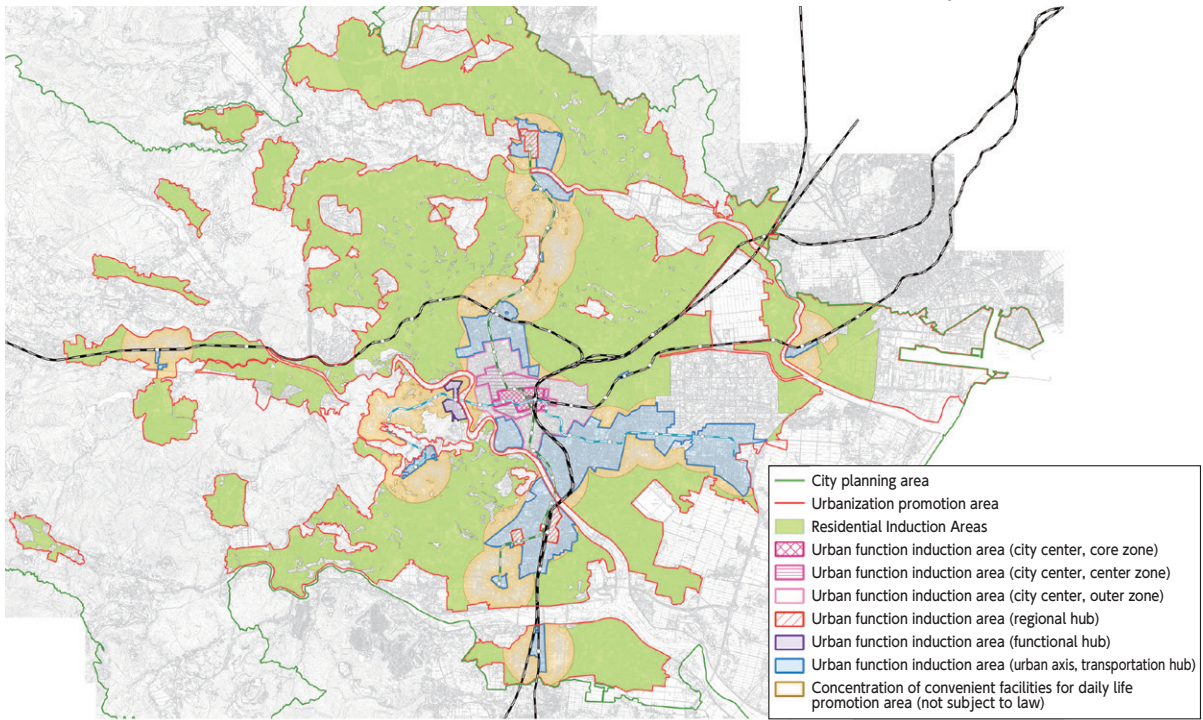 City planning area
Urbanization promotion area
Residential Induction Areas
Urban function induction area (city center, core zone)
Urban function induction area (city center, center zone)
Urban function induction area (city center, outer zone)
Urban function induction area (regional hub)
Urban function induction area (functional hub)
Urban function induction area (urban axis, transportation hub)
Concentration of convenient facilities for daily life
promotion area (not subject to law)